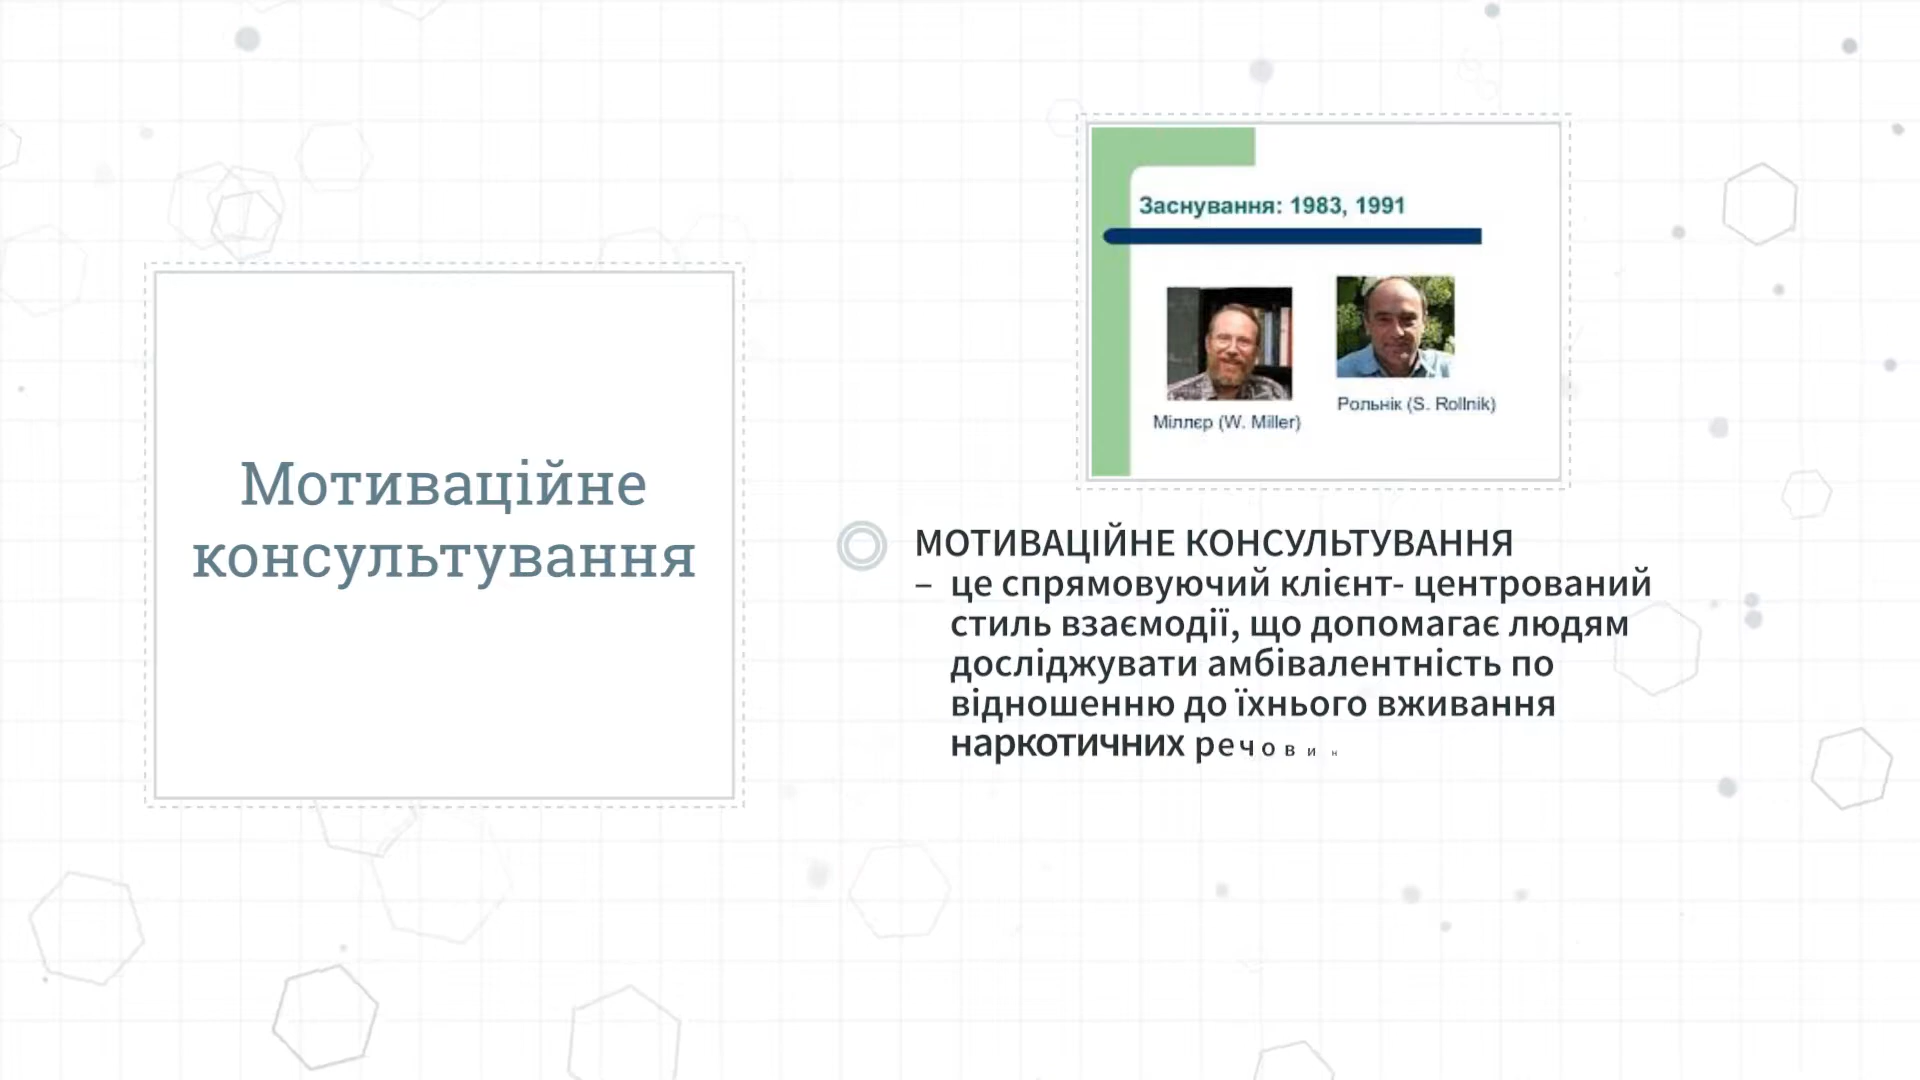 Мотиваційне
консультування
Заснування: 1983, 1991
Міллєр (W. Miller)
Рольнік (S. Rollnik)
МОТИВАЦІЙНЕ КОНСУЛЬТУВАННЯ
– це спрямовуючий клієнт- центрований
стиль взаємодії, що допомагає людям
досліджувати амбівалентність по
відношенню до їхнього вживання
наркотичних речовин